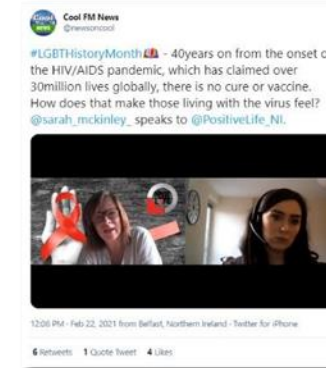 Cool FM News
@newsoncool
#LGBTHistoryMonth - 40years on from the onset o
the HIV/AIDS pandemic, which has claimed over
30million lives globally, there is no cure or vaccine.
How does that make those living with the virus feel?
@sarah_mckinley_ speaks to @PositiveLife_NI.
12:06 PM · Feb 22, 2021 from Belfast, Northern Ireland · Twitter for iPhone
6 Retweets 1 Quote Tweet 4 Likes